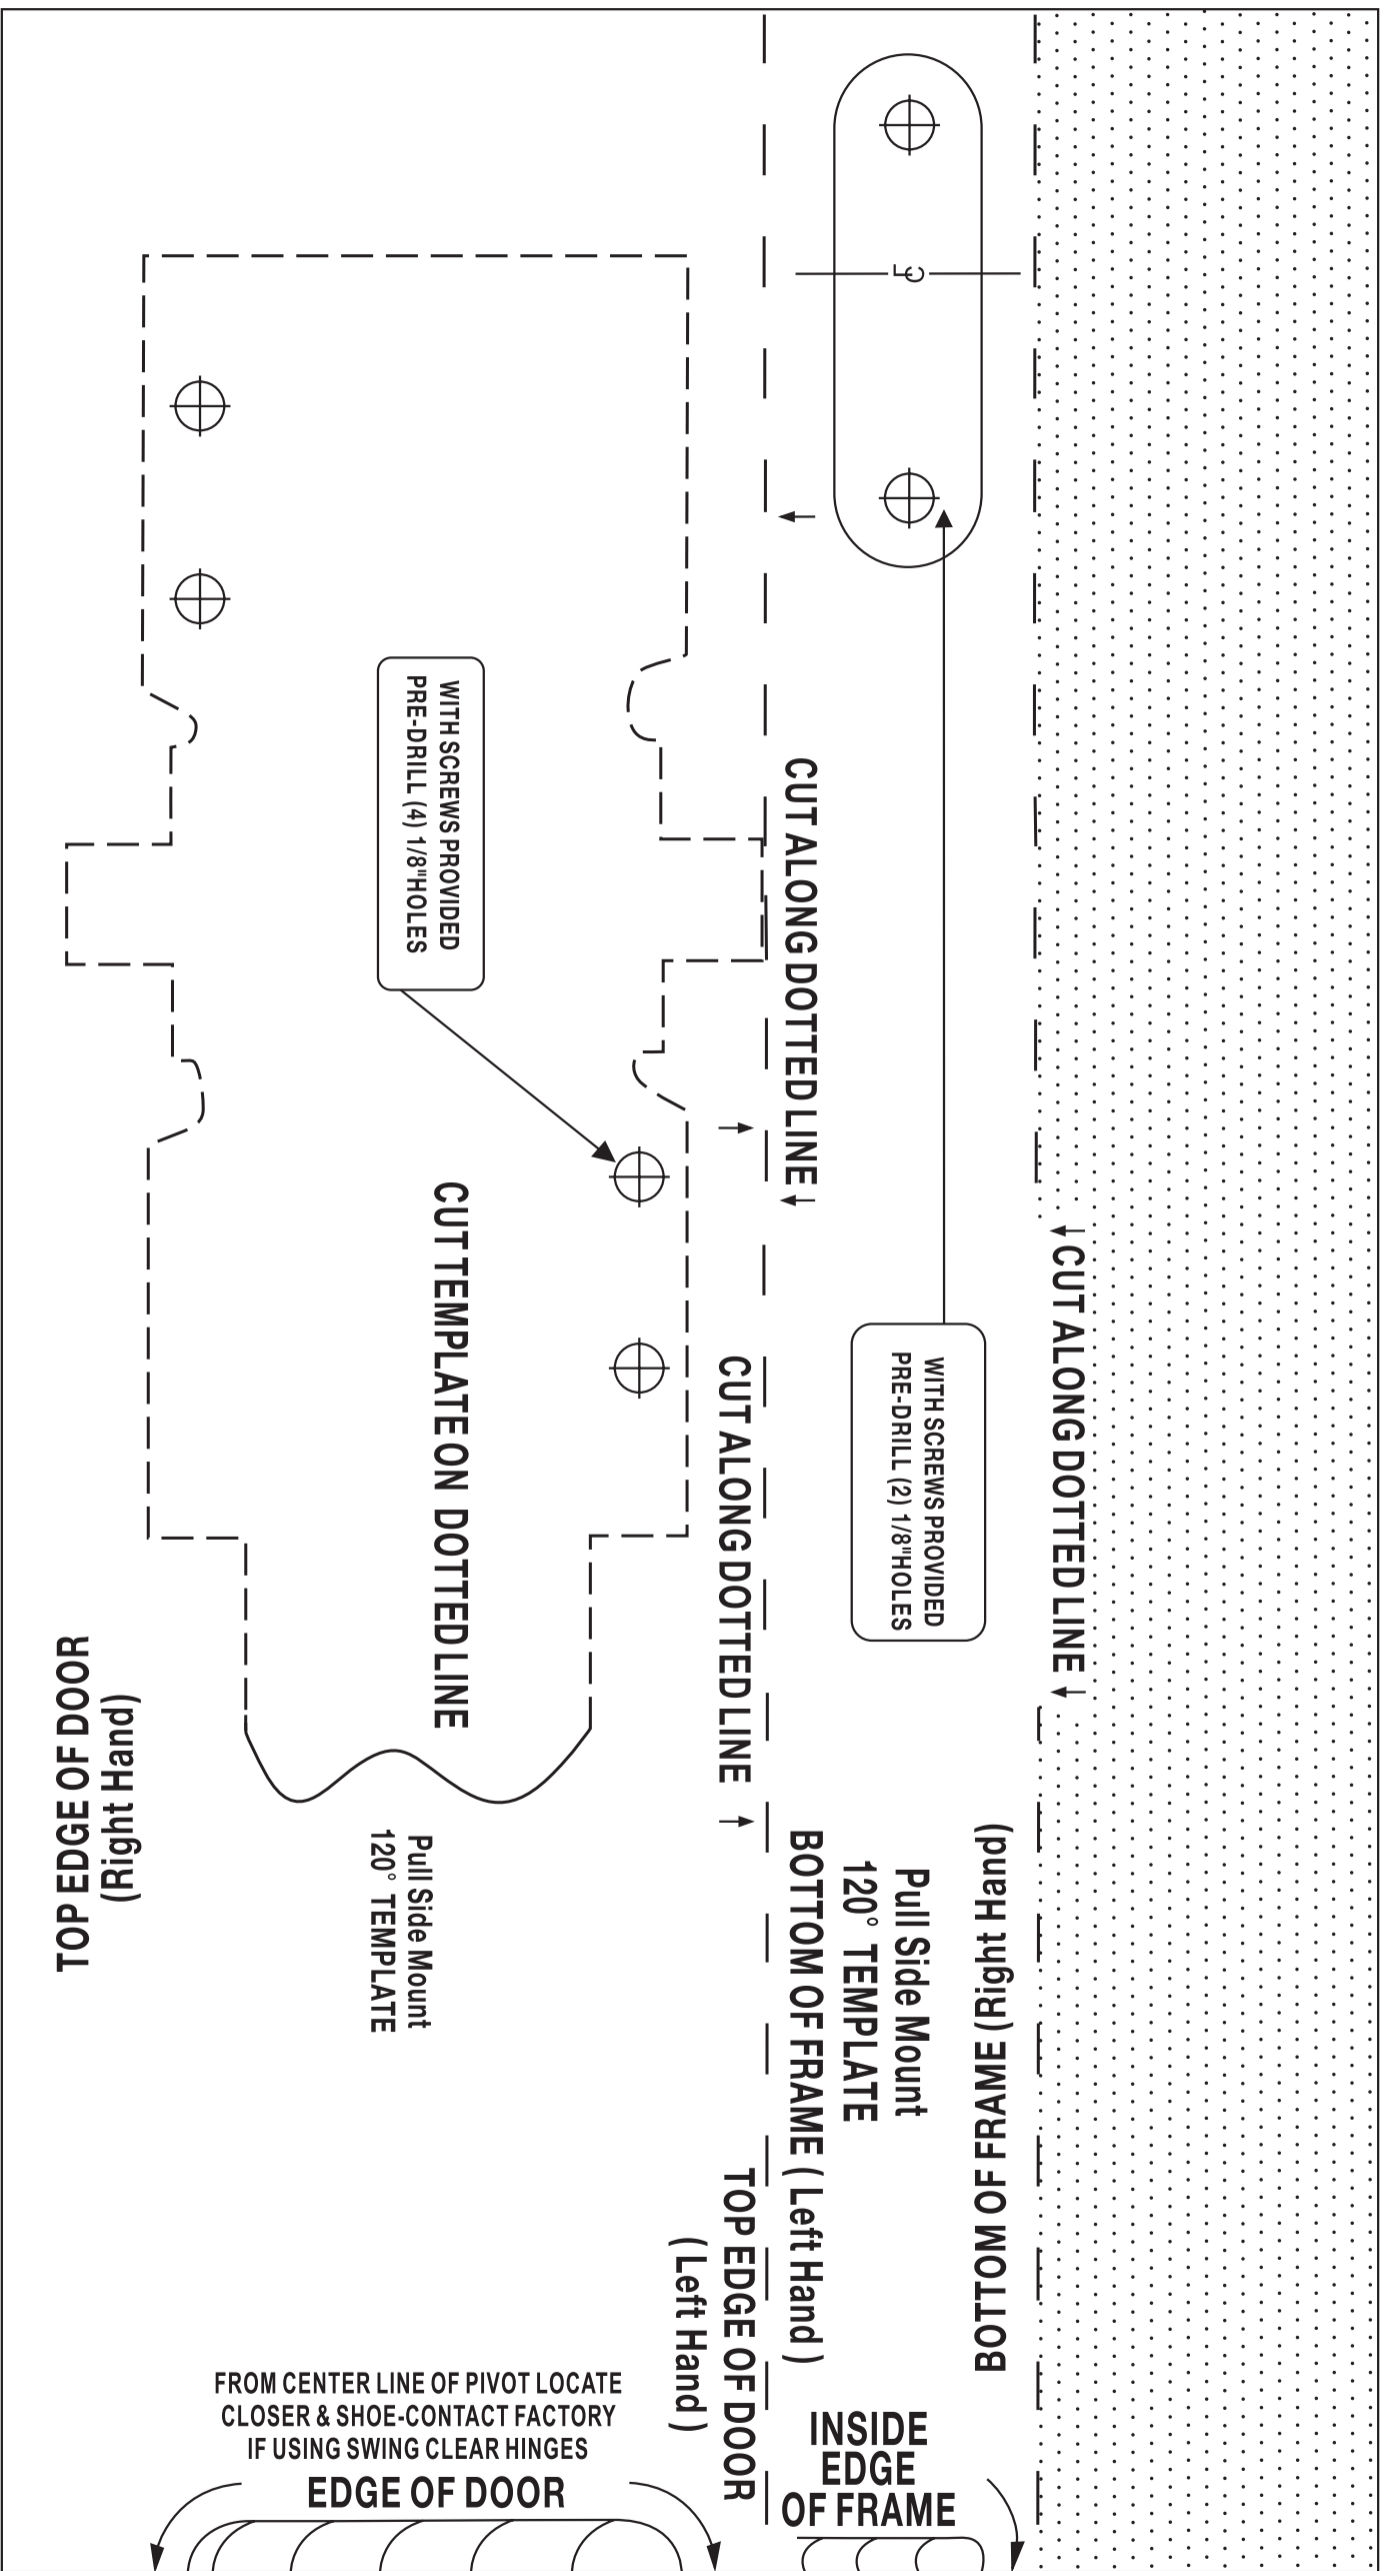 CUT ALONG DOTTED LINE
WITH SCREWS PROVIDED
PRE-DRILL (2) 1/8"HOLES
BOTTOM OF FRAME (Right Hand)
Pull Side Mount
120° TEMPLATE
CUT ALONG DOTTED LINE
BOTTOM OF FRAME ( Left Hand )
CUT ALONG DOTTED LINE
TOP EDGE OF DOOR
( Left Hand )
WITH SCREWS PROVIDED
PRE-DRILL (4) 1/8"HOLES
CUT TEMPLATE ON DOTTED LINE
Pull Side Mount
120° TEMPLATE
TOP EDGE OF DOOR
(Right Hand)
FROM CENTER LINE OF PIVOT LOCATE
CLOSER & SHOE-CONTACT FACTORY
IF USING SWING CLEAR HINGES
EDGE OF DOOR
INSIDE
EDGE
OF FRAME